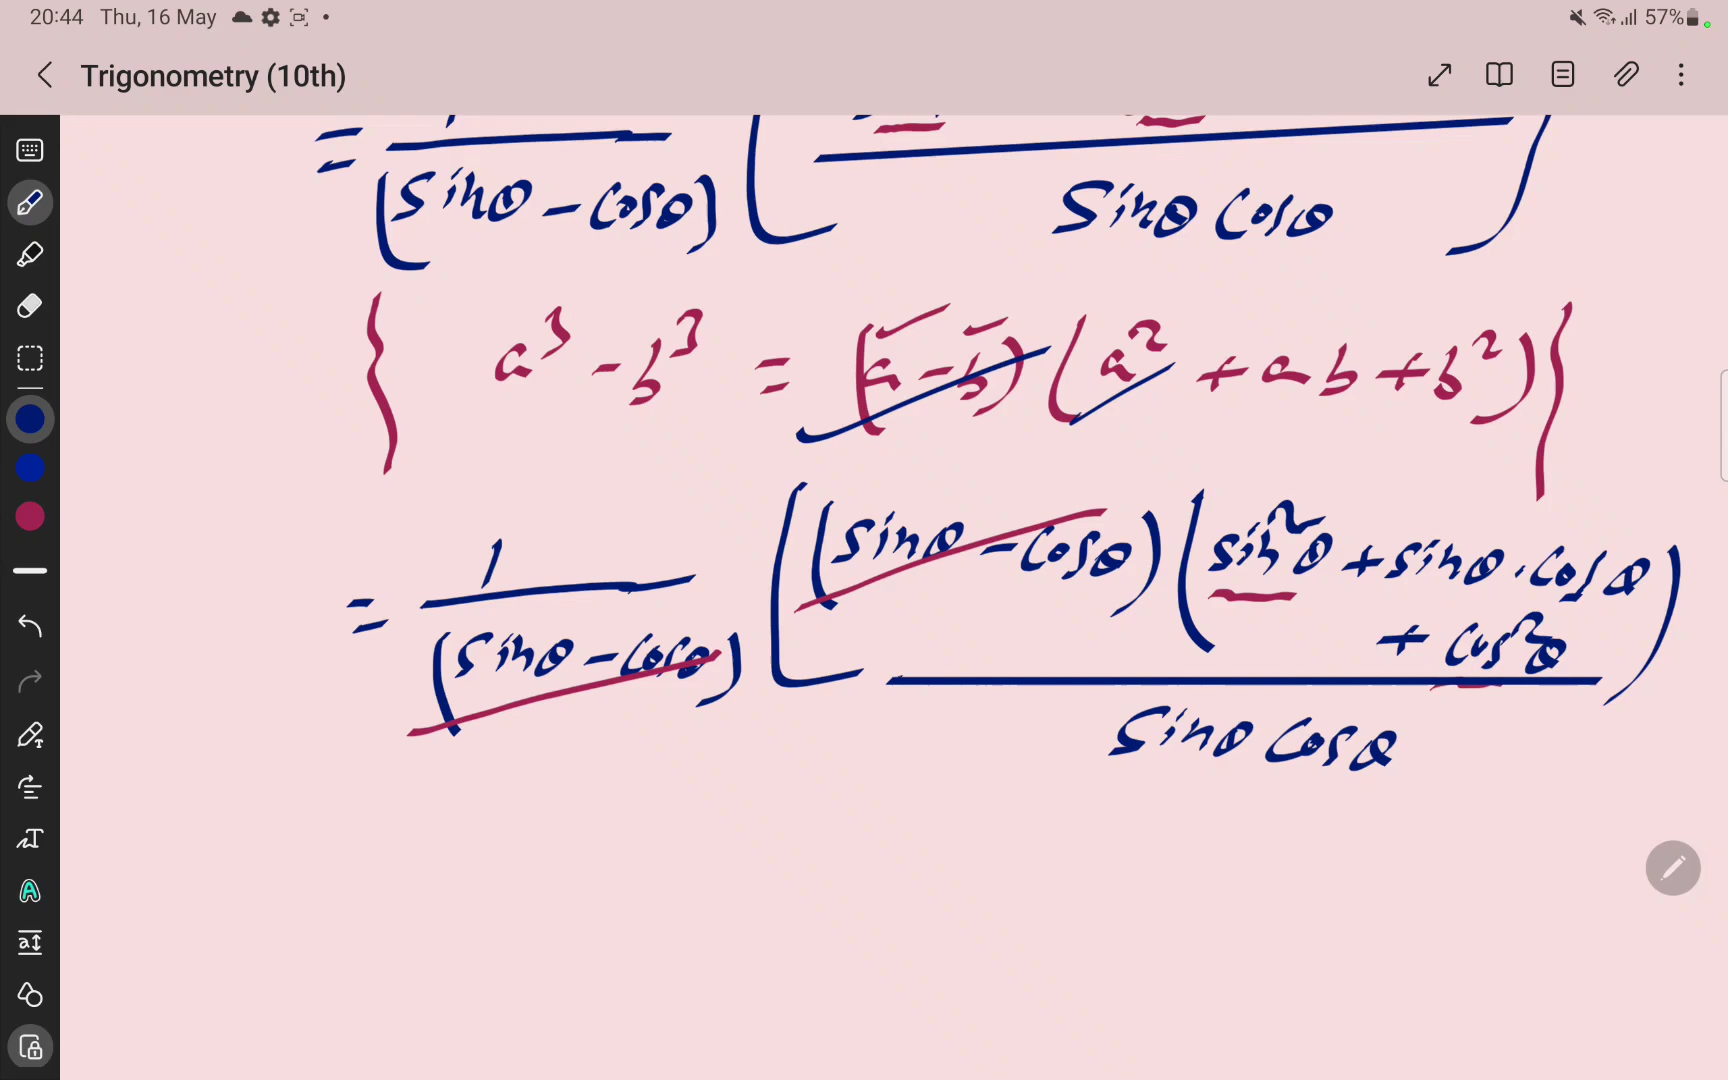 20:44 Thu, 16 May 57%
Trigonometry (10th)
= 1/(sinθ - cosθ) [ / sinθ cosθ ]
{ a³ - b³ = (a - b) (a² + ab + b²) }
= 1/(sinθ - cosθ) [ (sinθ - cosθ) (sin²θ + sinθ · cosθ
+ cos²θ)
sinθ cosθ